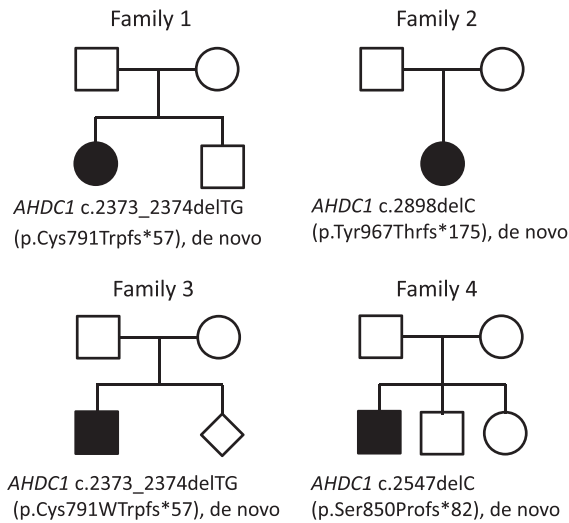 Family 1
Family 2
AHDC1 c.2373_2374delTG
(p.Cys791Trpfs*57), de novo
AHDC1 c.2898delC
(p.Tyr967Thrfs*175), de novo
Family 3
Family 4
AHDC1 c.2373_2374delTG
(p.Cys791WTrpfs*57), de novo
AHDC1 c.2547delC
(p.Ser850Profs*82), de novo